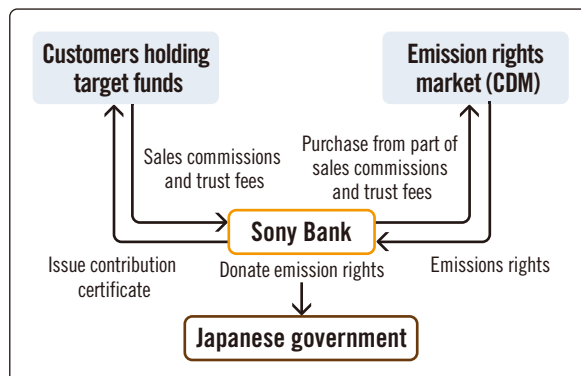 Customers holding
target funds
Emission rights
market (CDM)
Sales commissions
and trust fees
Purchase from part of
sales commissions
and trust fees
Sony Bank
Issue contribution
certificate
Donate emission rights
Emissions rights
Japanese government